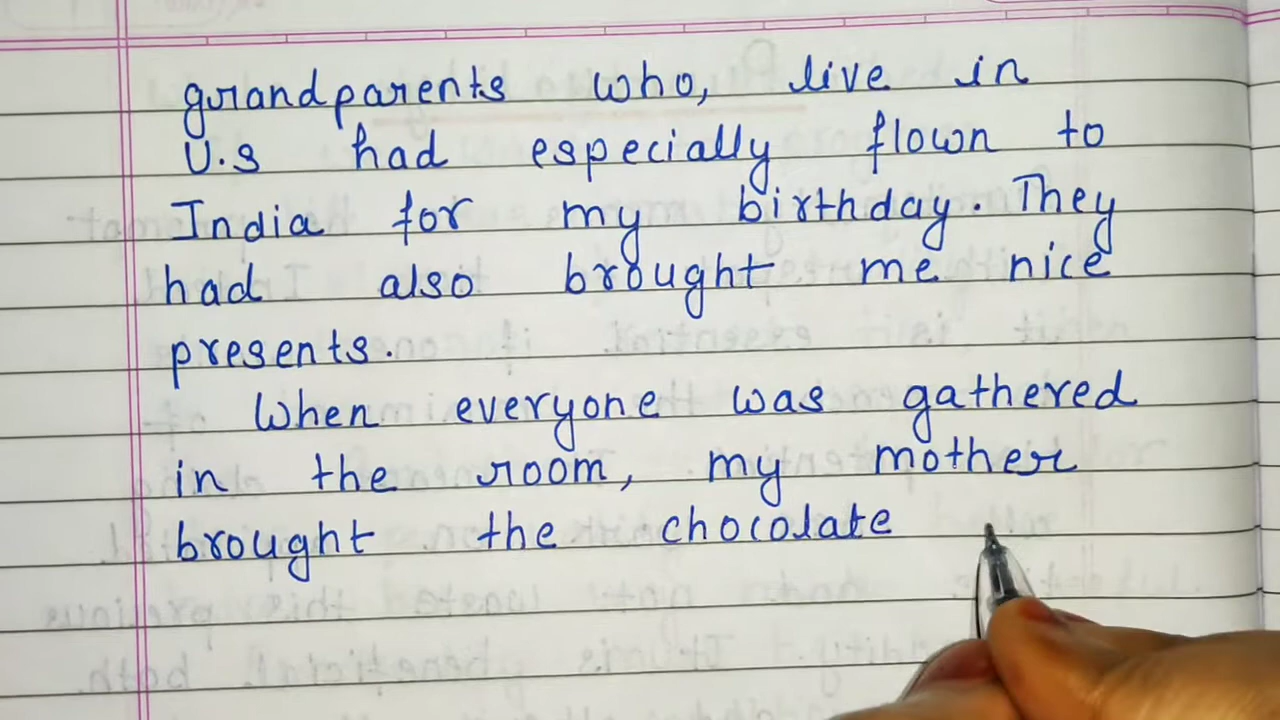 grandparents who, live in
U.s had especially flown to
India for my birthday. They
had also brought me nice
presents.
When everyone was gathered
in the room, my mother
brought the chocolate